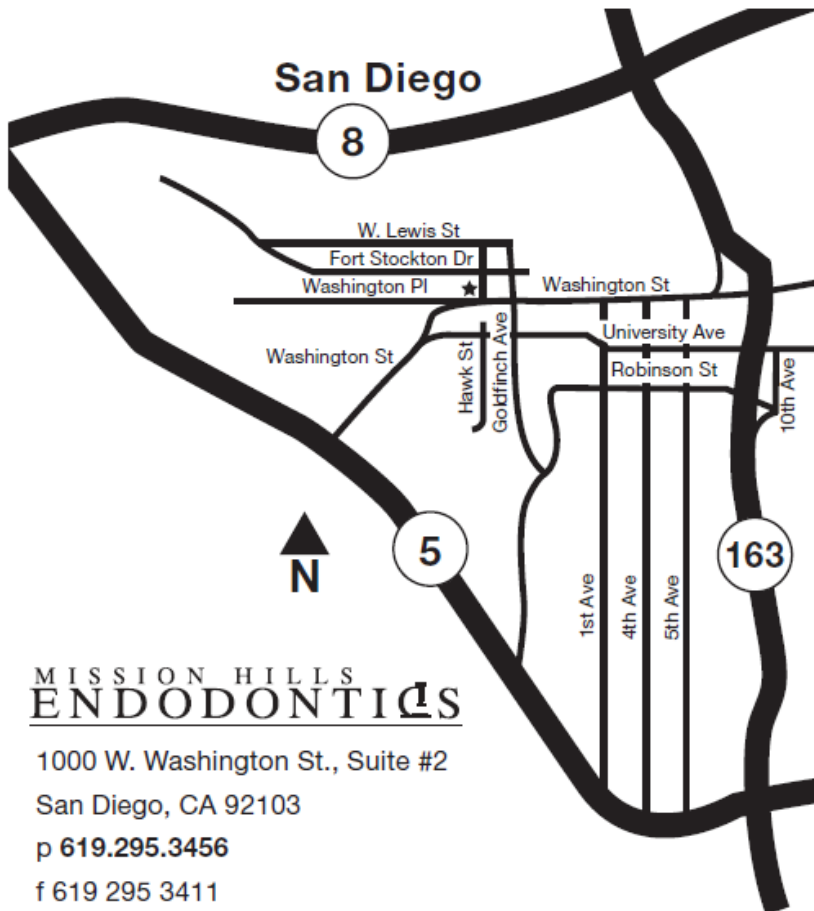 San Diego
8
W. Lewis St
Fort Stockton Dr
Washington Pl
Washington St
University Ave
Washington St
Robinson St
Hawk St
Goldfinch Ave
10th Ave
N
5
163
1st Ave
4th Ave
5th Ave
MISSION HILLS
ENDODONTICS
1000 W. Washington St., Suite #2
San Diego, CA 92103
p 619.295.3456
f 619 295 3411